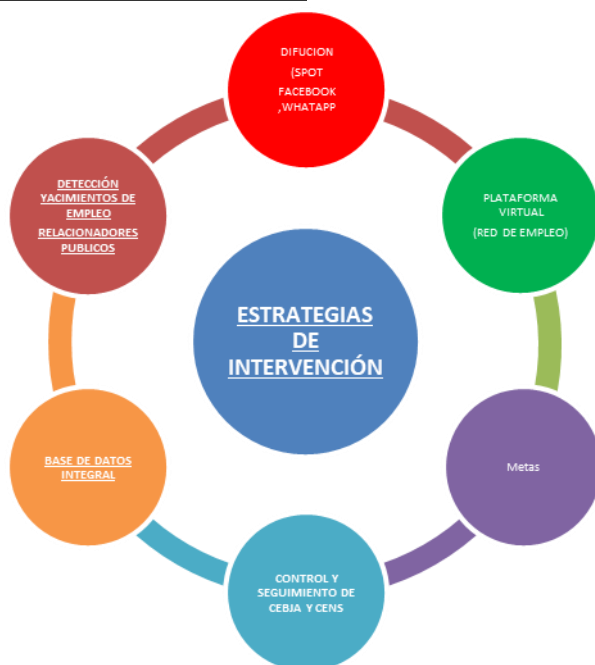 DIFUCION
(SPOT
FACEBOOK
,WHATAPP
DETECCIÓN
YACIMIENTOS DE
EMPLEO
RELACIONADORES
PUBLICOS
PLATAFORMA
VIRTUAL
(RED DE EMPLEO)
ESTRATEGIAS
DE
INTERVENCIÓN
BASE DE DATOS
INTEGRAL
Metas
CONTROL Y
SEGUIMIENTO DE
CEBJA Y CENS